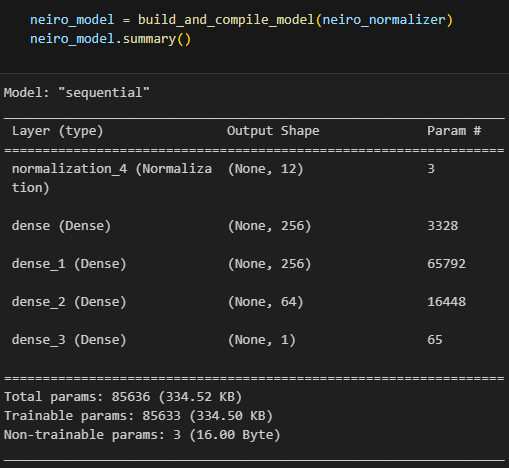 neiro_model = build_and_compile_model(neiro_normalizer)
neiro_model.summary()
Model: "sequential"
_________________________________________________________________
Layer (type) Output Shape Param #
=================================================================
normalization_4 (Normaliza (None, 12) 3
tion)
dense (Dense) (None, 256) 3328
dense_1 (Dense) (None, 256) 65792
dense_2 (Dense) (None, 64) 16448
dense_3 (Dense) (None, 1) 65
=================================================================
Total params: 85636 (334.52 KB)
Trainable params: 85633 (334.50 KB)
Non-trainable params: 3 (16.00 Byte)
_________________________________________________________________